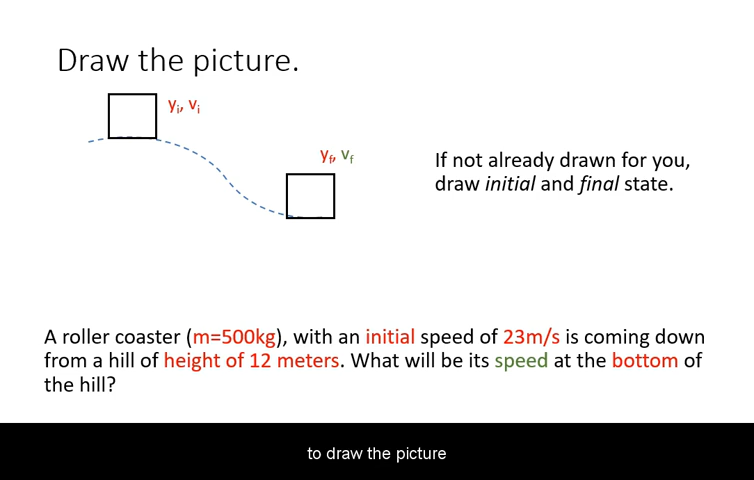 Draw the picture.
yi, vi
yf, vf
If not already drawn for you,
draw initial and final state.
A roller coaster (m=500kg), with an initial speed of 23m/s is coming down
from a hill of height of 12 meters. What will be its speed at the bottom of
the hill?
to draw the picture